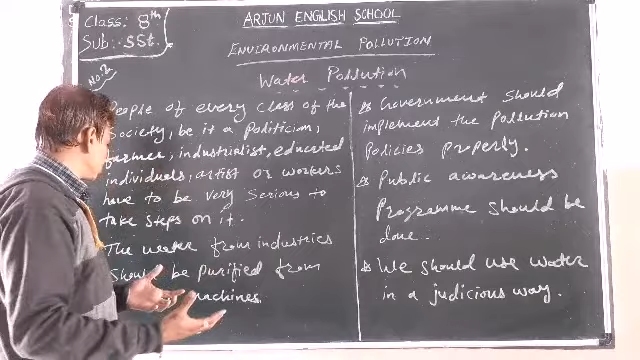 Class: 8th
Sub: SSt.
ARJUN ENGLISH SCHOOL
ENVIRONMENTAL POLLUTION
Water Pollution
No. 2
People of every class of the
society, be it a Politician,
farmer, industrialist, educated
individuals, artist or workers
have to be very serious to
take steps on it.
The water from industries
should be purified from
machines.
Government should
implement the Pollution
Policies properly.
Public awareness
Programme should be
done.
We should use water
in a judicious way.